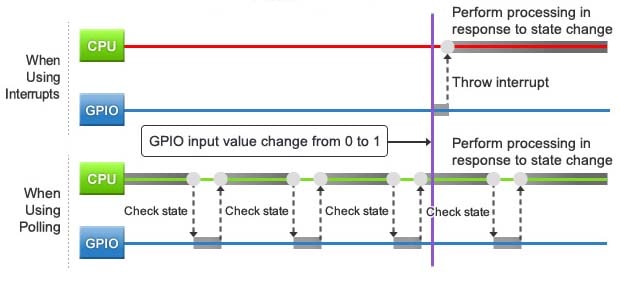 Perform processing in
response to state change
CPU
When
Using
Interrupts
Throw interrupt
GPIO
GPIO input value change from 0 to 1
Perform processing in
response to state change
CPU
When
Using
Polling
Check state
Check state
Check state
Check state
GPIO